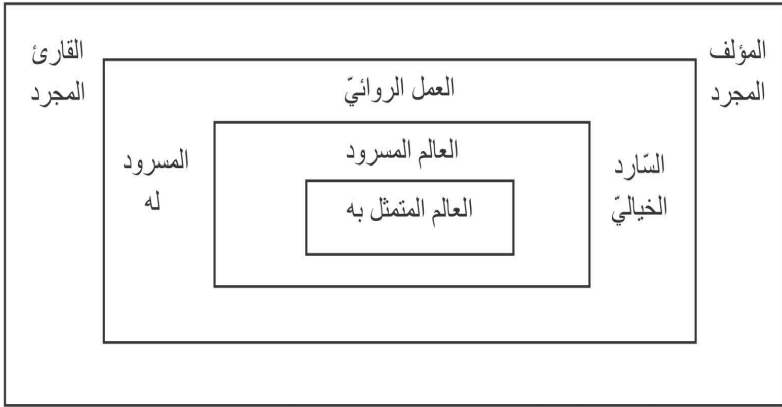 المؤلف
المجرد
القارئ
المجرد
العمل الروائيّ
السّارد
الخياليّ
المسرود
له
العالم المسرود
العالم المتمثل به